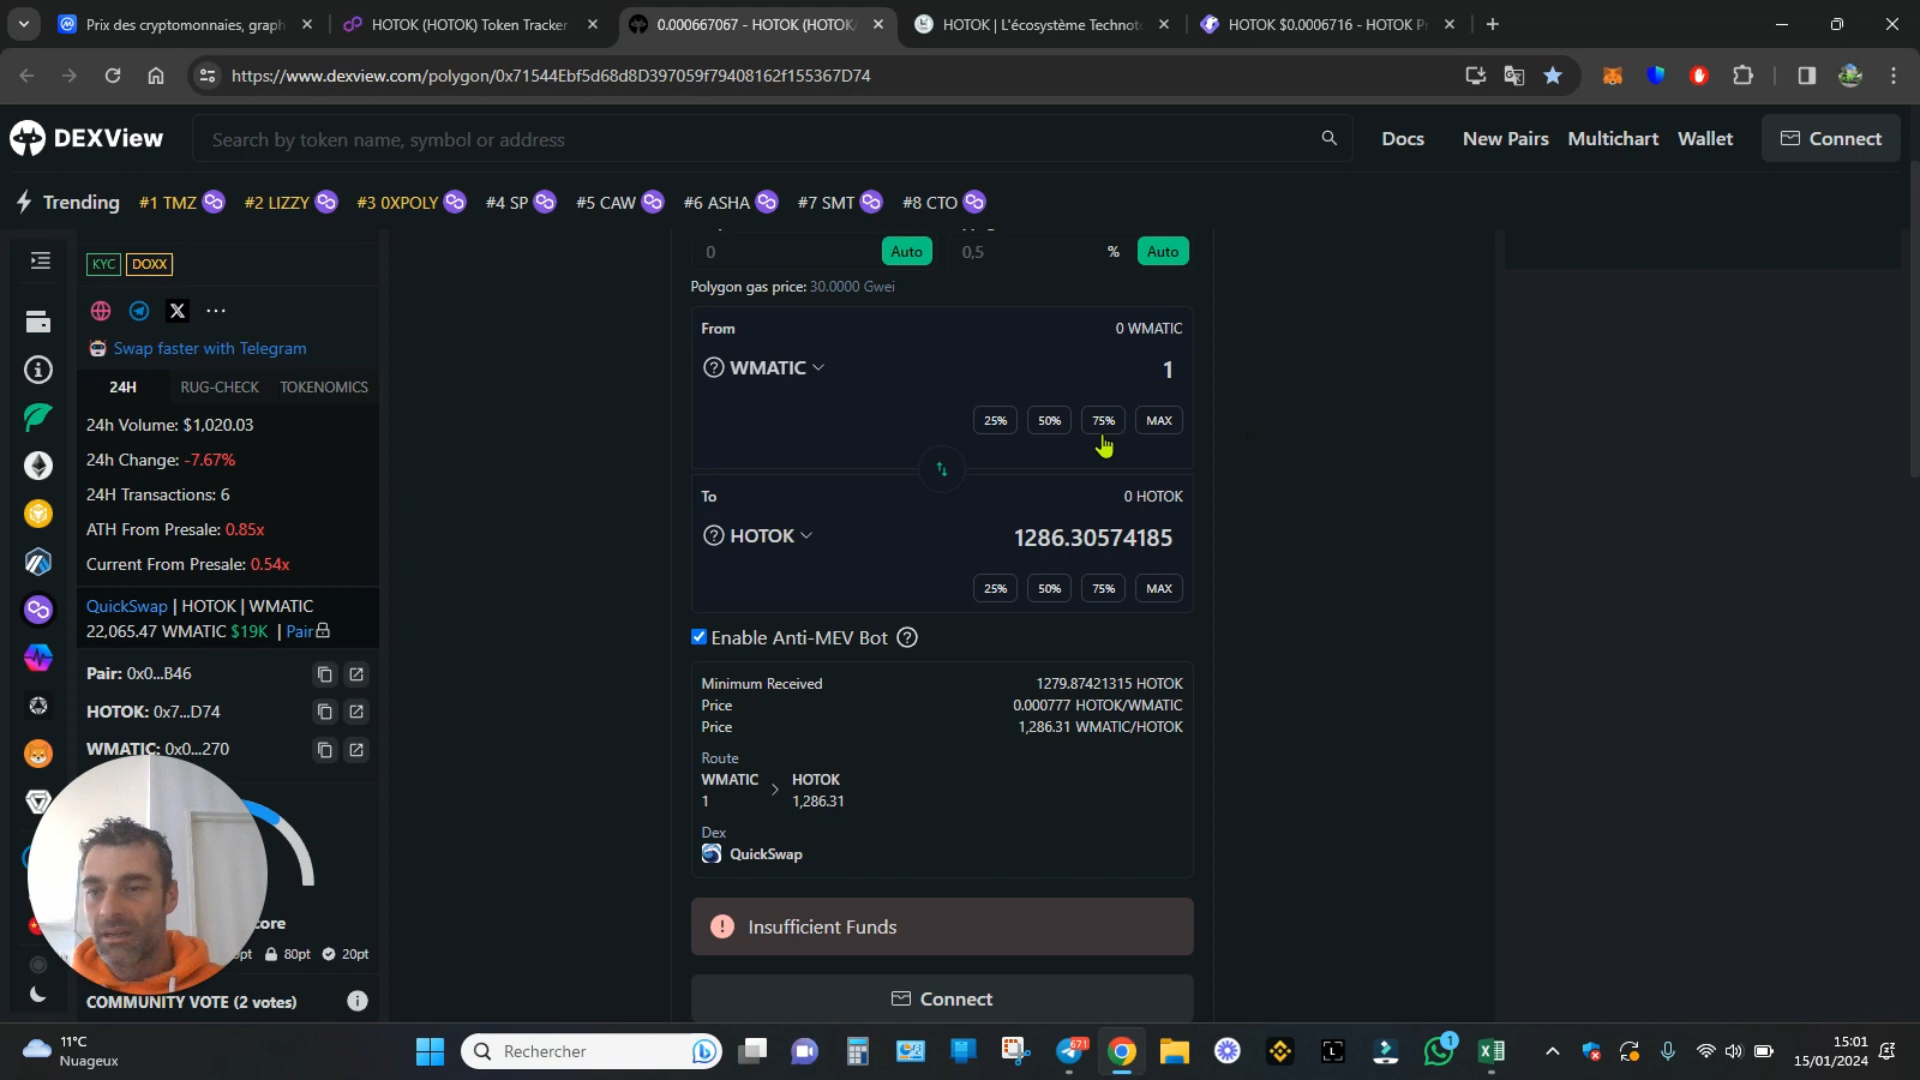 Prix des cryptomonnaies, graph
HOTOK (HOTOK) Token Tracker
0.000667067 - HOTOK (HOTOK/
HOTOK | L'écosystème Technot
HOTOK $0.0006716 - HOTOK Pr
https://www.dexview.com/polygon/0x71544Ebf5d68d8D397059f79408162f155367D74
DEXView
Search by token name, symbol or address
Docs
New Pairs
Multichart
Wallet
Connect
Trending
#1 TMZ
#2 LIZZY
#3 0XPOLY
#4 SP
#5 CAW
#6 ASHA
#7 SMT
#8 CTO
KYC
DOXX
Swap faster with Telegram
24H
RUG-CHECK
TOKENOMICS
24h Volume: $1,020.03
24h Change: -7.67%
24H Transactions: 6
ATH From Presale: 0.85x
Current From Presale: 0.54x
QuickSwap | HOTOK | WMATIC
22,065.47 WMATIC $19K | Pair
Pair: 0x0...B46
HOTOK: 0x7...D74
WMATIC: 0x0...270
core
pt 80pt 20pt
COMMUNITY VOTE (2 votes)
0 Auto
0,5 % Auto
Polygon gas price: 30.0000 Gwei
From
0 WMATIC
WMATIC
1
25% 50% 75% MAX
To
0 HOTOK
HOTOK
1286.30574185
25% 50% 75% MAX
Enable Anti-MEV Bot
Minimum Received 1279.87421315 HOTOK
Price 0.000777 HOTOK/WMATIC
Price 1,286.31 WMATIC/HOTOK
Route
WMATIC > HOTOK
1 1,286.31
Dex
QuickSwap
Insufficient Funds
Connect
11°C
Nuageux
Rechercher
671
1
15:01
15/01/2024